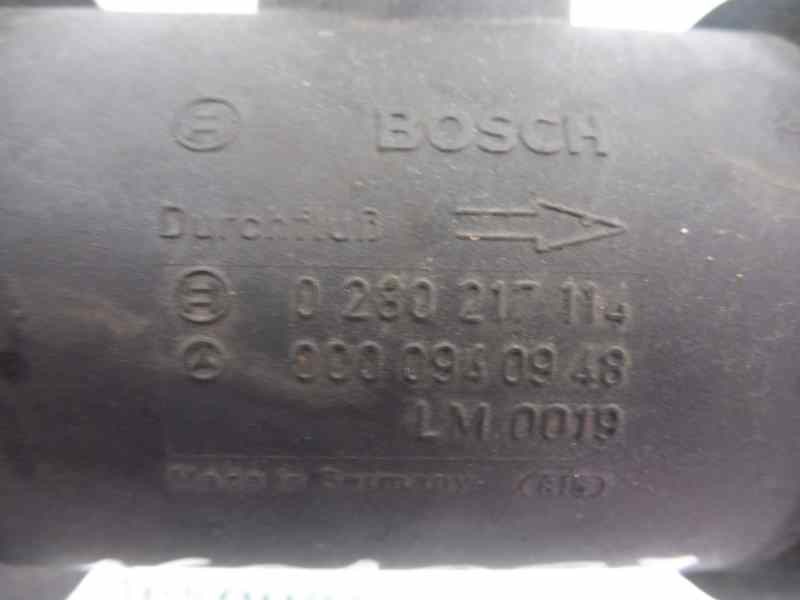 BOSCH
Durchfluß
0 280 217 114
000 094 09 48
LM 0019
Made in Germany